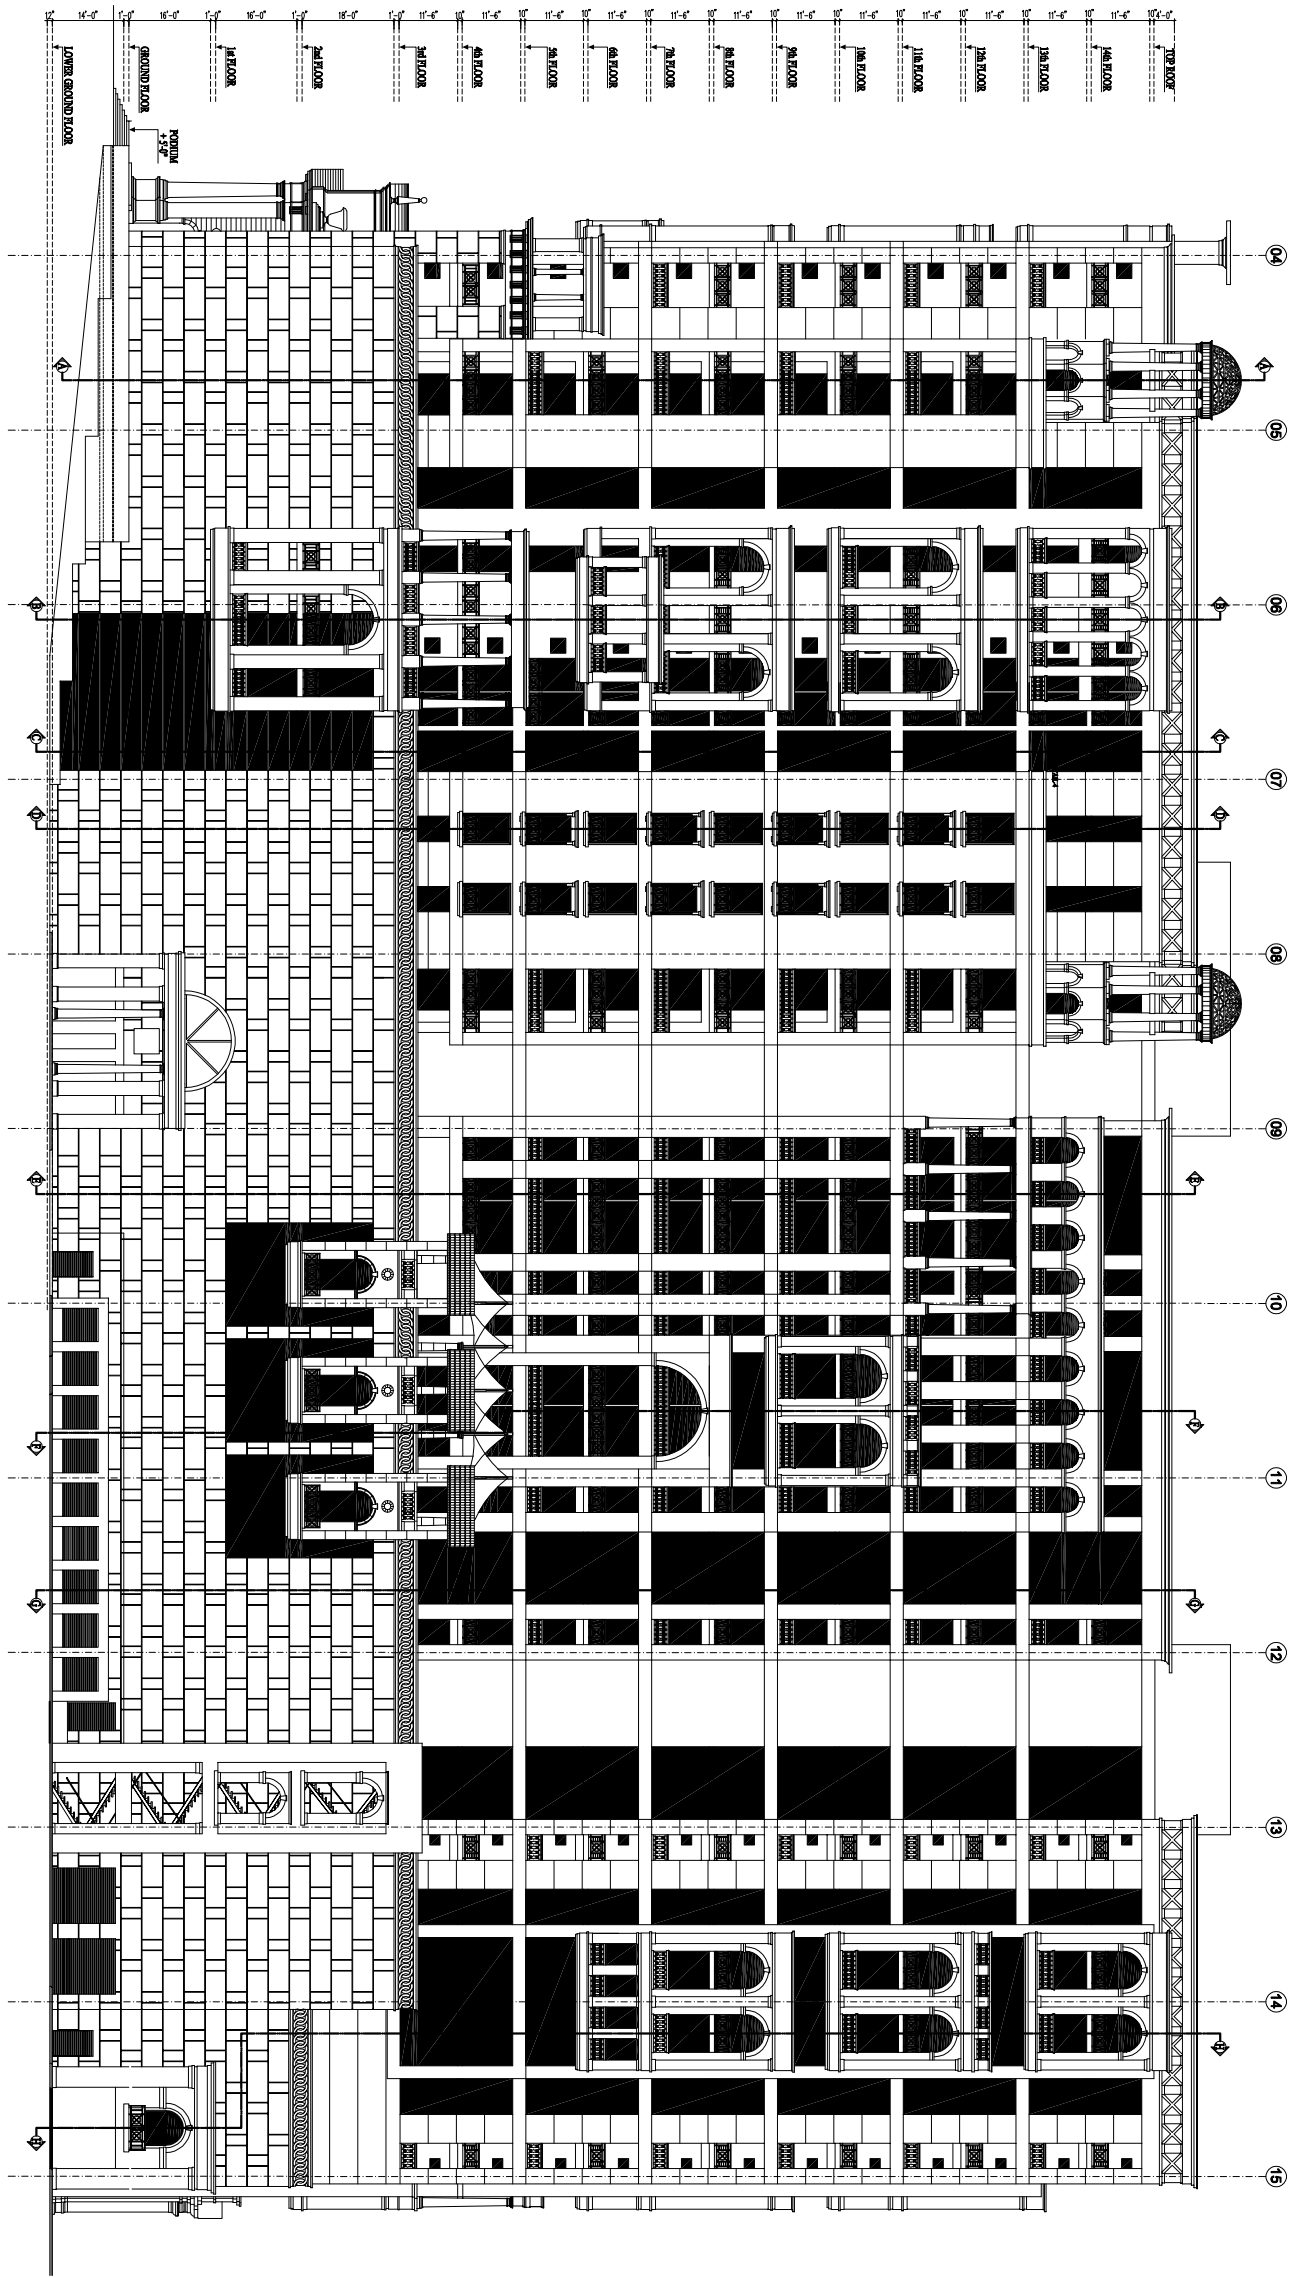 12"
14'-0"
1'-0"
16'-0"
1'-0"
16'-0"
1'-0"
18'-0"
1'-0"
11'-6"
10"
11'-6"
10"
11'-6"
10"
11'-6"
10"
11'-6"
10"
11'-6"
10"
11'-6"
10"
11'-6"
10"
11'-6"
10"
11'-6"
10"
11'-6"
10"
11'-6"
10"
4'-0"
LOWER GROUND FLOOR
GROUND FLOOR
1st FLOOR
2nd FLOOR
3rd FLOOR
4th FLOOR
5th FLOOR
6th FLOOR
7th FLOOR
8th FLOOR
9th FLOOR
10th FLOOR
11th FLOOR
12th FLOOR
13th FLOOR
14th FLOOR
TOP ROOF
PODIUM
+ 5'-0"
04
A
A
05
06
B
B
C
C
07
D
D
08
09
E
E
10
F
F
11
G
G
12
13
14
H
H
15